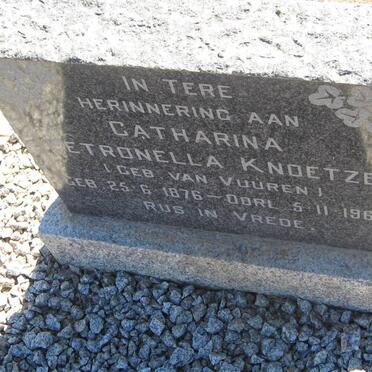 IN TERE
HERINNERING AAN
CATHARINA
ETRONELLA KNOETZE
(GEB. VAN VUUREN)
GEB. 25.6.1876 – OORL. 5.11.196
RUS IN VREDE.